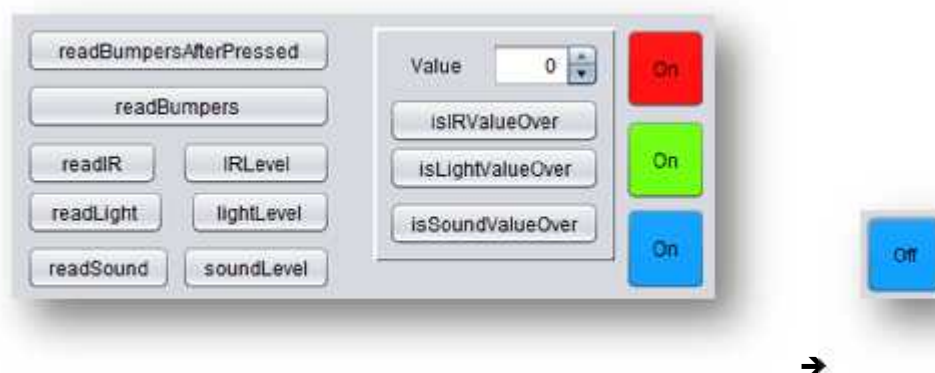 readBumpersAfterPressed
readBumpers
readIR IRLevel
readLight lightLevel
readSound soundLevel
Value 0
isIRValueOver
isLightValueOver
isSoundValueOver
On
On
On
Off
➔